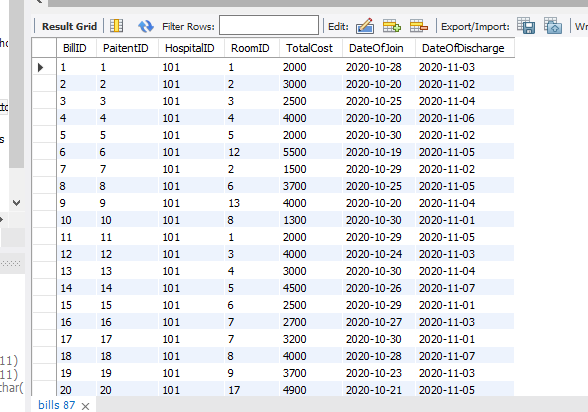 Result Grid Filter Rows: Edit: Export/Import: Wr
BillID PaitentID HospitalID RoomID TotalCost DateOfJoin DateOfDischarge
1 1 101 1 2000 2020-10-28 2020-11-03
2 2 101 2 3000 2020-10-20 2020-11-02
3 3 101 3 2500 2020-10-25 2020-11-04
4 4 101 4 4000 2020-10-20 2020-11-06
5 5 101 5 2000 2020-10-30 2020-11-02
6 6 101 12 5500 2020-10-19 2020-11-05
7 7 101 2 1500 2020-10-29 2020-11-02
8 8 101 6 3700 2020-10-25 2020-11-05
9 9 101 13 4000 2020-10-20 2020-11-04
10 10 101 8 1300 2020-10-30 2020-11-01
11 11 101 1 2000 2020-10-29 2020-11-05
12 12 101 3 4000 2020-10-24 2020-11-03
13 13 101 4 3000 2020-10-30 2020-11-04
14 14 101 5 4500 2020-10-26 2020-11-07
15 15 101 6 2500 2020-10-29 2020-11-01
16 16 101 7 2700 2020-10-27 2020-11-03
17 17 101 7 3200 2020-10-30 2020-11-01
18 18 101 8 4000 2020-10-28 2020-11-07
19 19 101 9 3700 2020-10-23 2020-11-03
20 20 101 17 4900 2020-10-21 2020-11-05
11)
11)
char(
bills 87